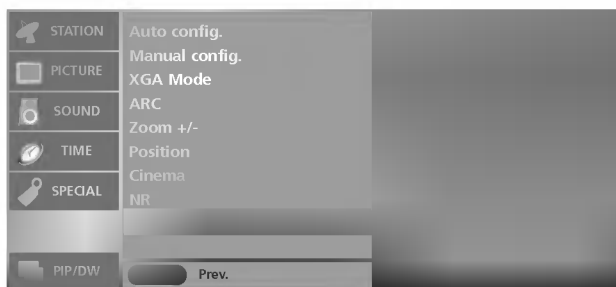 STATION
PICTURE
SOUND
TIME
SPECIAL
PIP/DW
Auto config.
Manual config.
XGA Mode
ARC
Zoom +/-
Position
Cinema
NR
Prev.